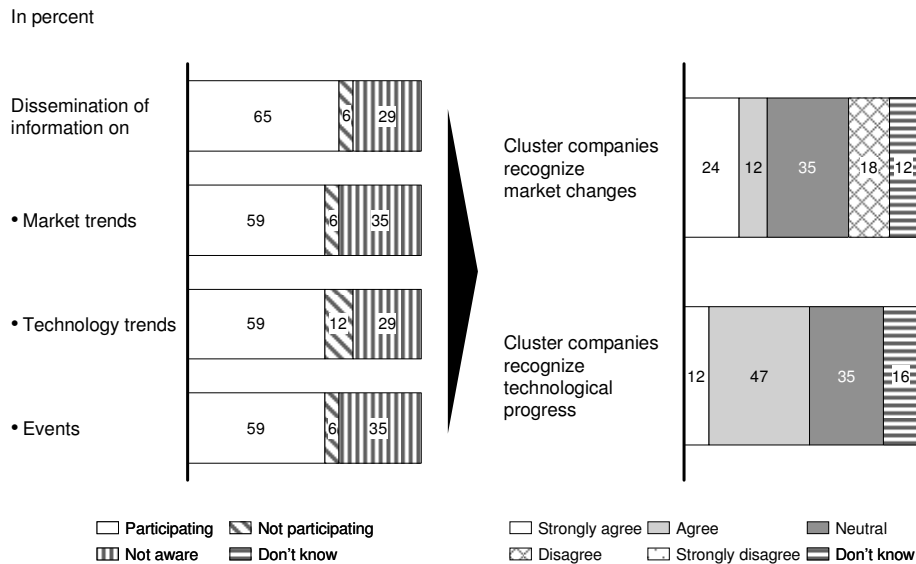 In percent
Dissemination of
information on
65
6
29
• Market trends
59
6
35
• Technology trends
59
12
29
• Events
59
6
35
Participating
Not participating
Not aware
Don't know
Cluster companies
recognize
market changes
24
12
35
18
12
Cluster companies
recognize
technological
progress
12
47
35
16
Strongly agree
Agree
Neutral
Disagree
Strongly disagree
Don't know